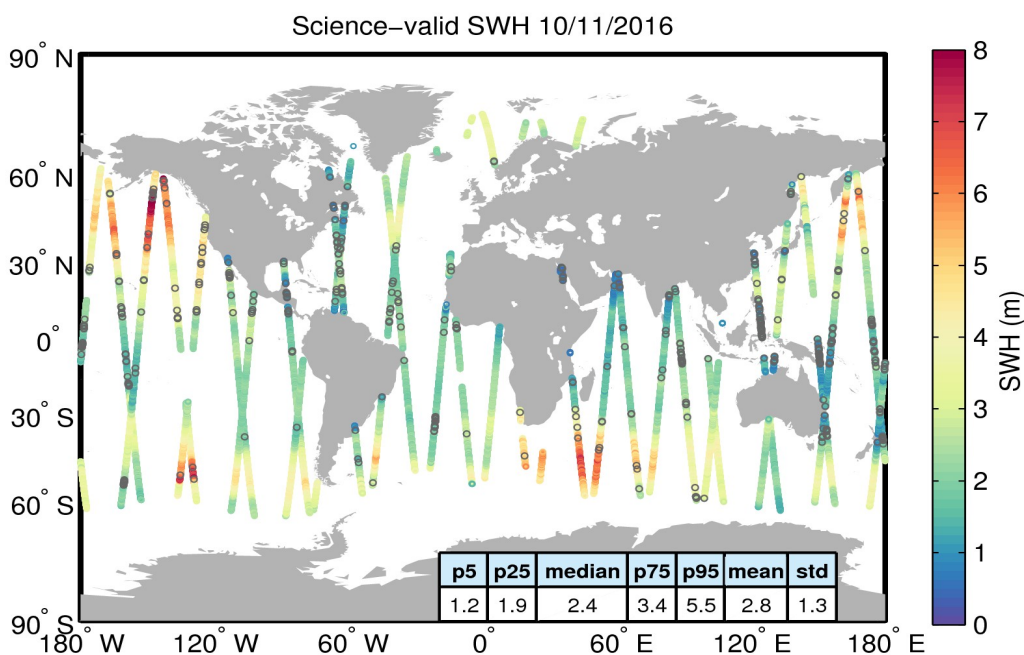 Science−valid SWH 10/11/2016
90° N
60° N
30° N
0°
30° S
60° S
90° S
180° W
120° W
60° W
0°
60° E
120° E
180° E
p5 p25 median p75 p95 mean std
1.2 1.9 2.4 3.4 5.5 2.8 1.3
8
7
6
5
4
3
2
1
0
SWH (m)